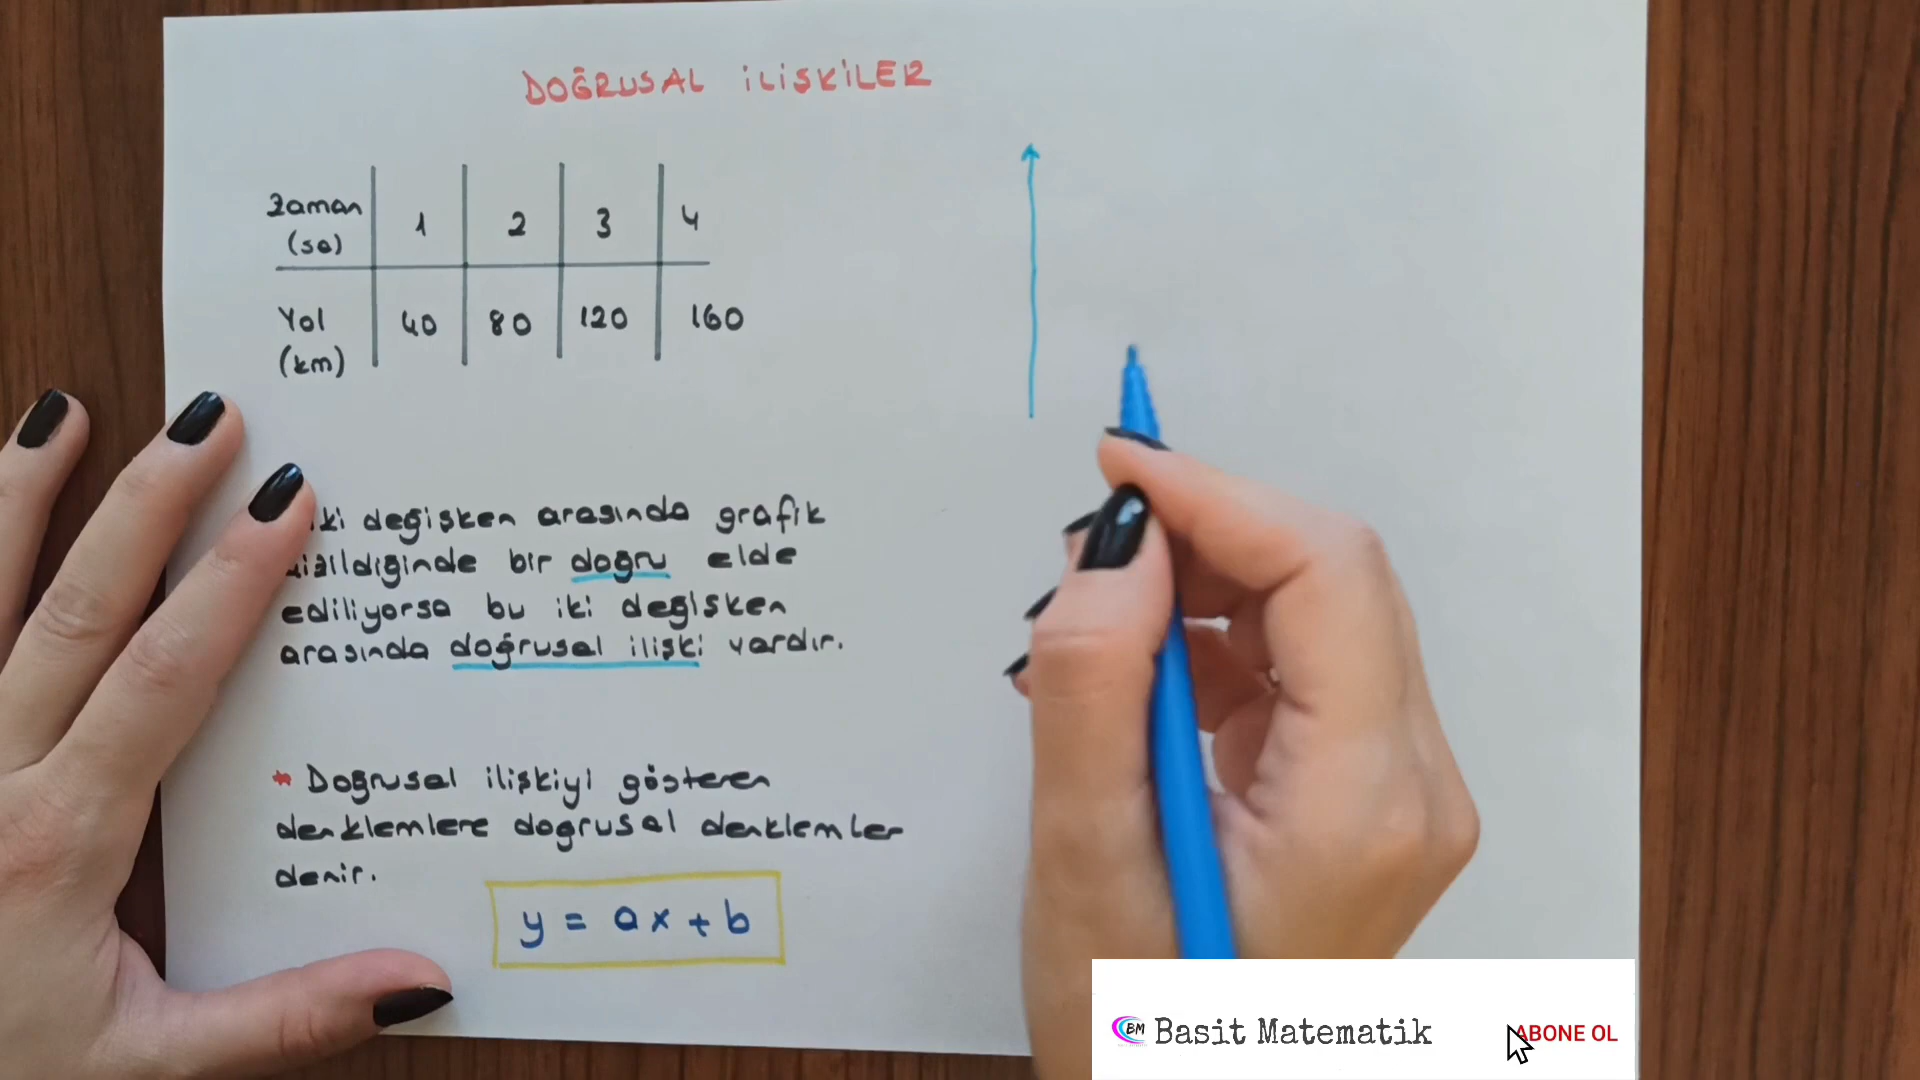 DOĞRUSAL İLİŞKİLER
Zaman (sa) 1 2 3 4
Yol (km) 40 80 120 160
değişken arasında grafik
bir doğru elde
ediliyorsa bu iki değişken
arasında doğrusal ilişki vardır.
* Doğrusal ilişkiyi gösteren
denklemlere doğrusal denklemler
denir.
y = ax + b
BM Basit Matematik
ABONE OL